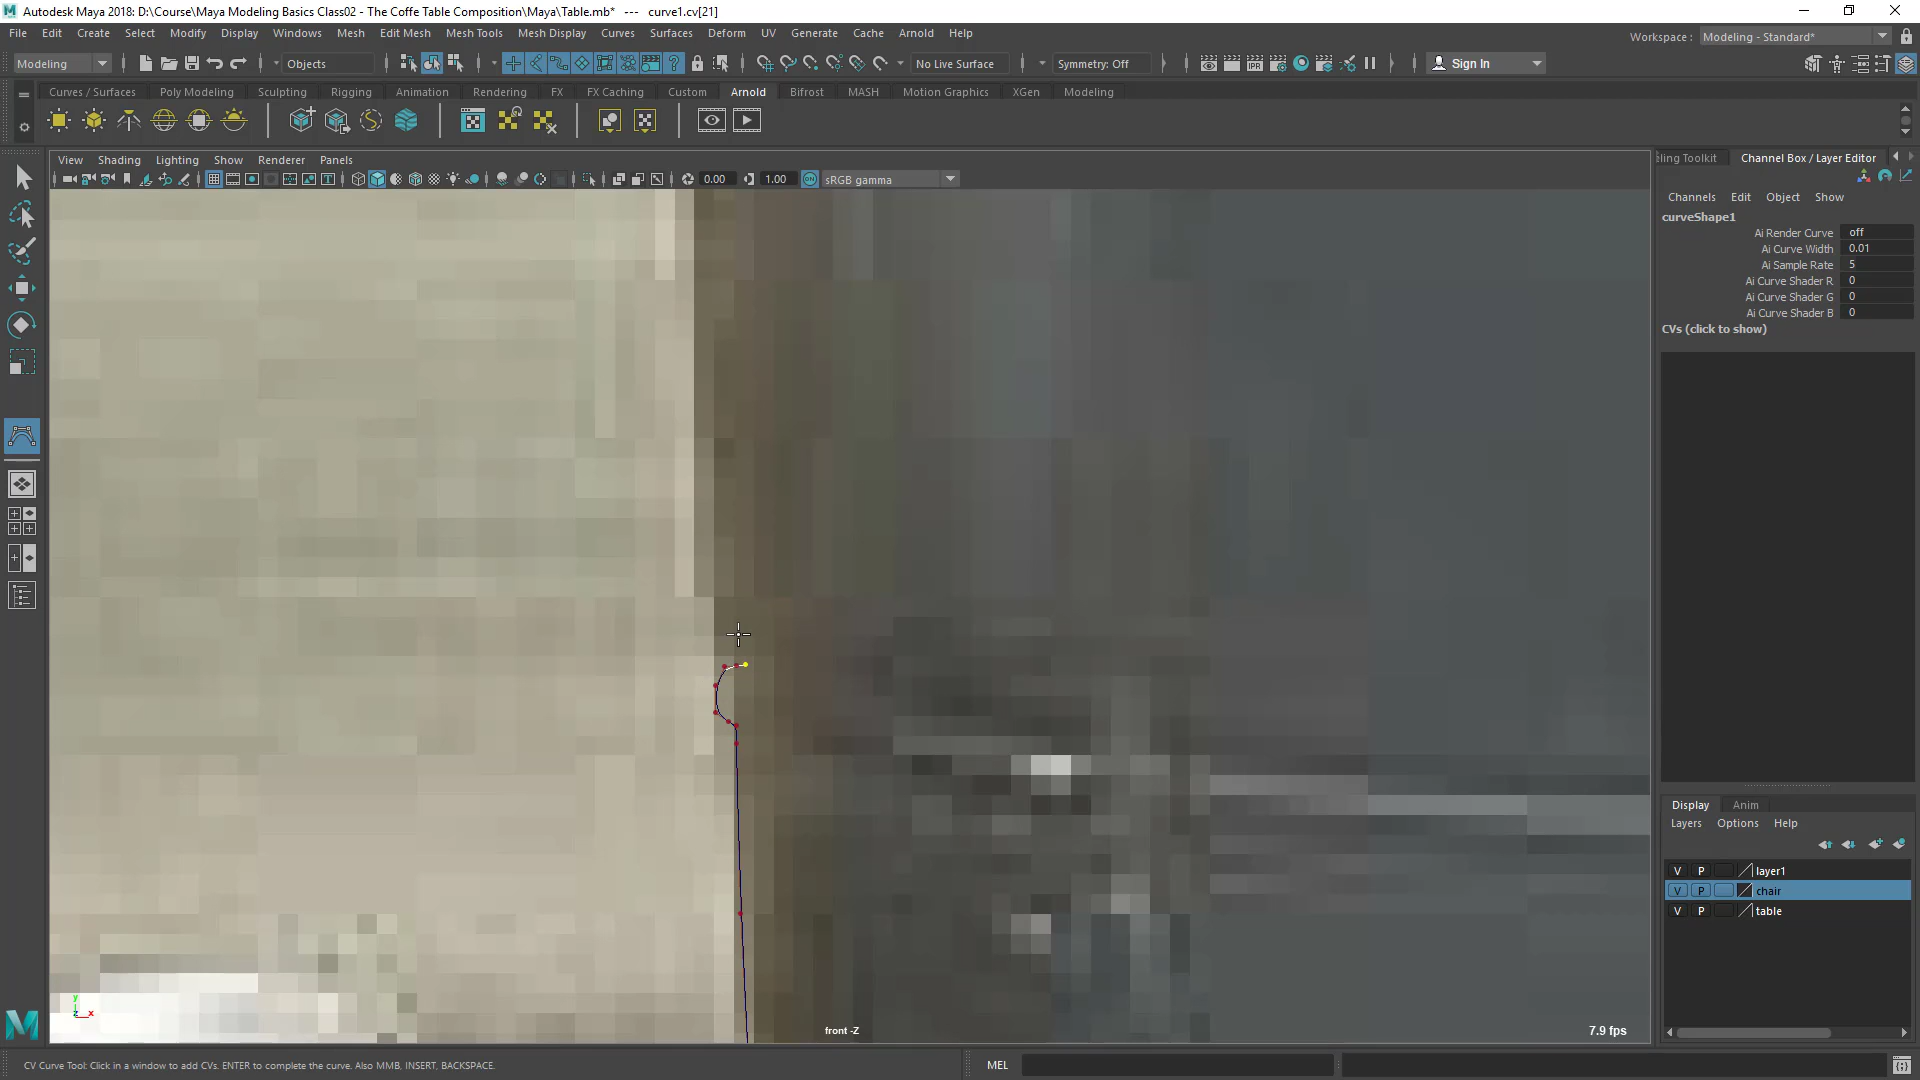 Autodesk Maya 2018: D:\Course\Maya Modeling Basics Class02 - The Coffe Table Composition\Maya\Table.mb*   ---   curve1.cv[21]
File Edit Create Select Modify Display Windows Mesh Edit Mesh Mesh Tools Mesh Display Curves Surfaces Deform UV Generate Cache Arnold Help
Workspace : Modeling - Standard*
Modeling Objects No Live Surface Symmetry: Off Sign In
Curves / Surfaces Poly Modeling Sculpting Rigging Animation Rendering FX FX Caching Custom Arnold Bifrost MASH Motion Graphics XGen Modeling
View Shading Lighting Show Renderer Panels
0.00 1.00 ON sRGB gamma
eling Toolkit Channel Box / Layer Editor
Channels Edit Object Show
curveShape1
Ai Render Curve off
Ai Curve Width 0.01
Ai Sample Rate 5
Ai Curve Shader R 0
Ai Curve Shader G 0
Ai Curve Shader B 0
CVs (click to show)
Display Anim
Layers Options Help
V P layer1
V P chair
V P table
y
z x
front -Z
7.9 fps
CV Curve Tool: Click in a window to add CVs. ENTER to complete the curve. Also MMB, INSERT, BACKSPACE.
MEL